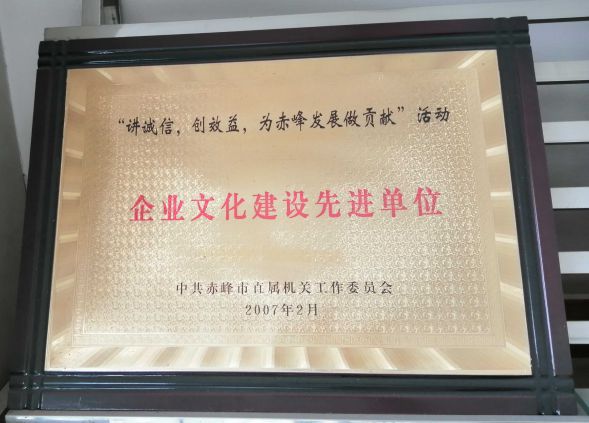 “讲诚信，创效益，为赤峰发展做贡献”活动
企业文化建设先进单位
中共赤峰市直属机关工作委员会
2007年2月